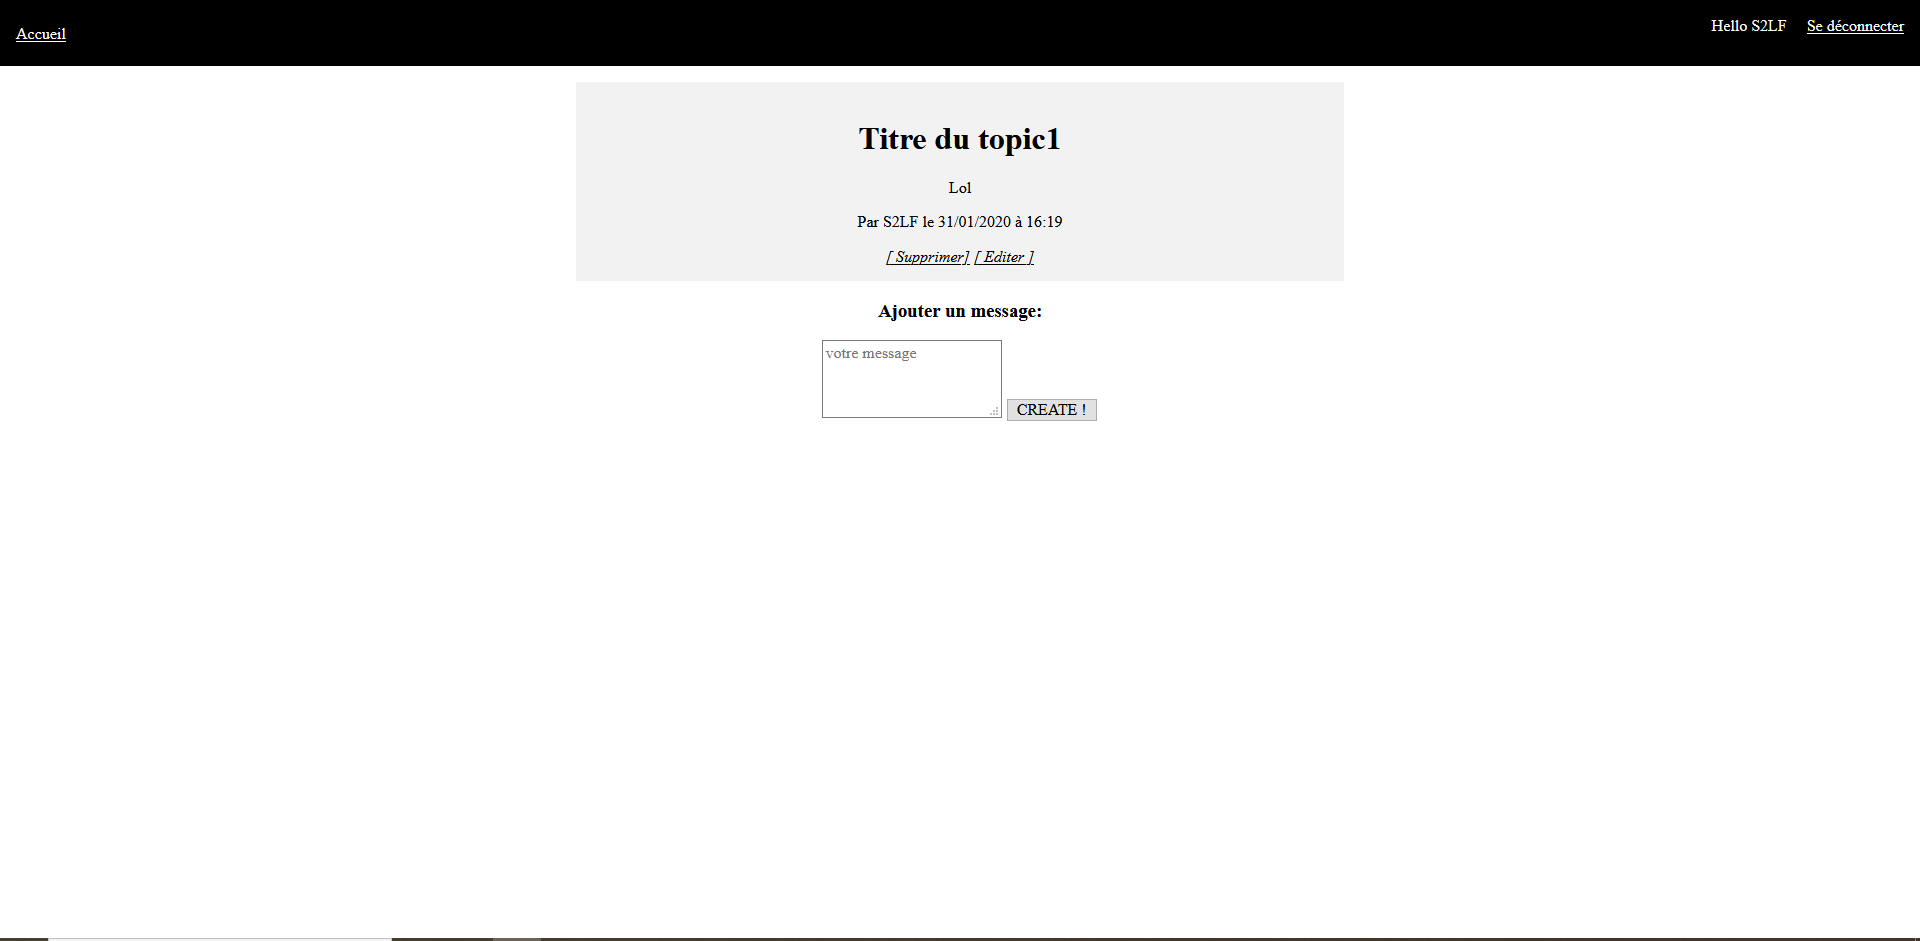 Accueil
Hello S2LF Se déconnecter
Titre du topic1
Lol
Par S2LF le 31/01/2020 à 16:19
[ Supprimer] [ Editer ]
Ajouter un message:
votre message
CREATE !